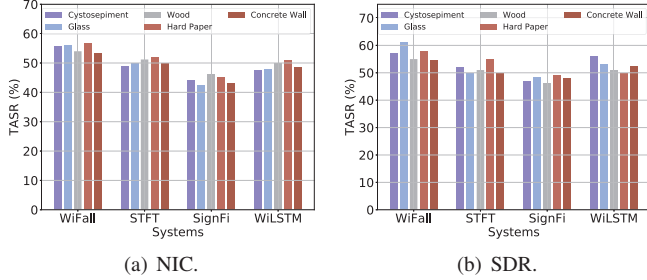 70
60
50
40
30
20
10
0
TASR (%)
Cystosepiment
Glass
Wood
Hard Paper
Concrete Wall
WiFall
STFT
SignFi
WiLSTM
Systems
(a) NIC.
70
60
50
40
30
20
10
0
TASR (%)
Cystosepiment
Glass
Wood
Hard Paper
Concrete Wall
WiFall
STFT
SignFi
WiLSTM
Systems
(b) SDR.